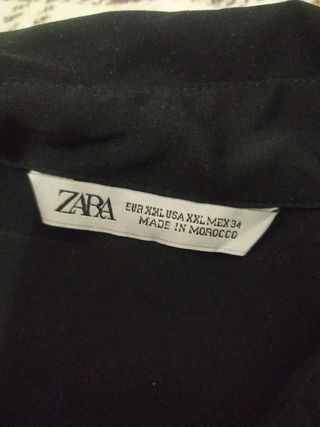 ZARA
EUR XXL USA XXL MEX 34
MADE IN MOROCCO